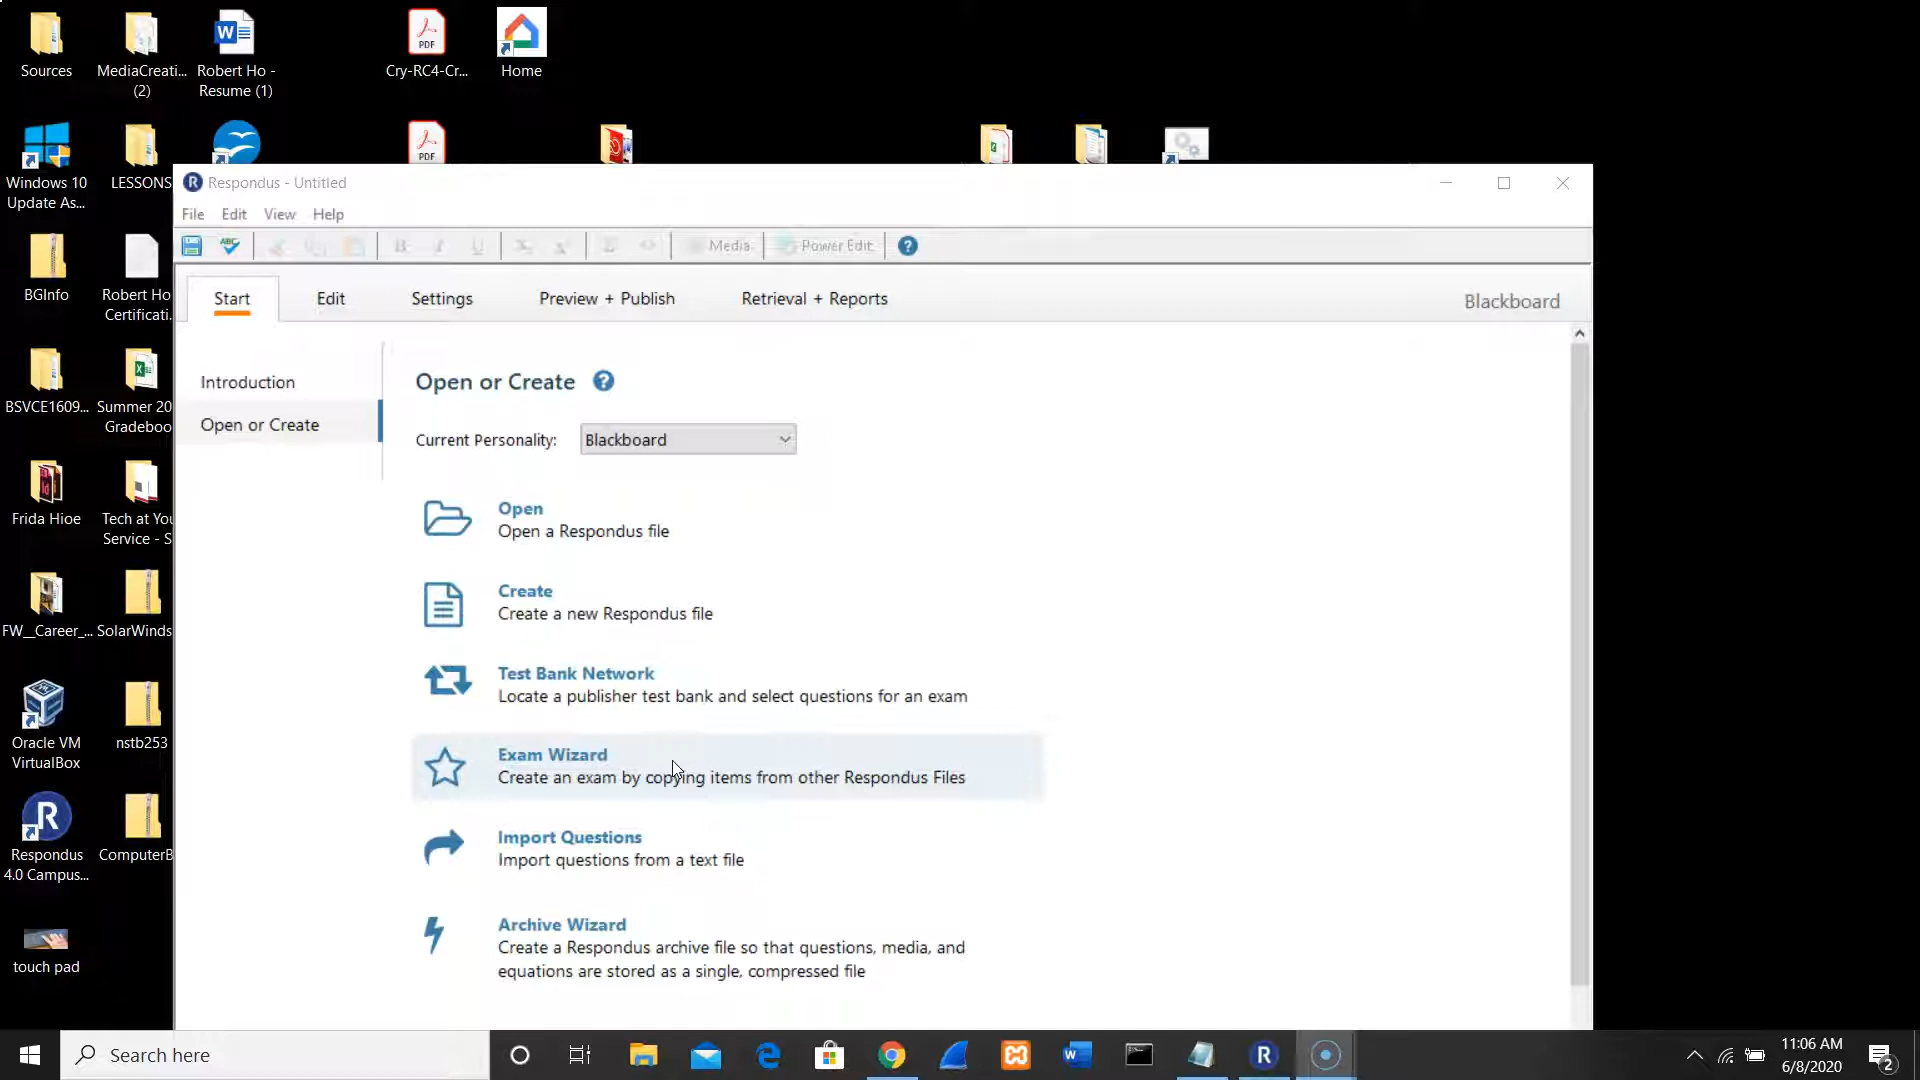 Sources
MediaCreati...
(2)
Robert Ho -
Resume (1)
Cry-RC4-Cr...
Home
Windows 10
Update As...
LESSONS
BGInfo
Robert Ho
Certificati.
BSVCE1609...
Summer 20
Gradeboo
Frida Hioe
Tech at You
Service - S
FW__Career_...
SolarWinds
Oracle VM
VirtualBox
nstb253
Respondus
4.0 Campus...
ComputerB
touch pad
PDF
PDF
Respondus - Untitled
File Edit View Help
ABC B I U Media Power Edit ?
Start Edit Settings Preview + Publish Retrieval + Reports Blackboard
Introduction
Open or Create
Open or Create ?
Current Personality: Blackboard
Open
Open a Respondus file
Create
Create a new Respondus file
Test Bank Network
Locate a publisher test bank and select questions for an exam
Exam Wizard
Create an exam by copying items from other Respondus Files
Import Questions
Import questions from a text file
Archive Wizard
Create a Respondus archive file so that questions, media, and
equations are stored as a single, compressed file
Search here
11:06 AM
6/8/2020
2